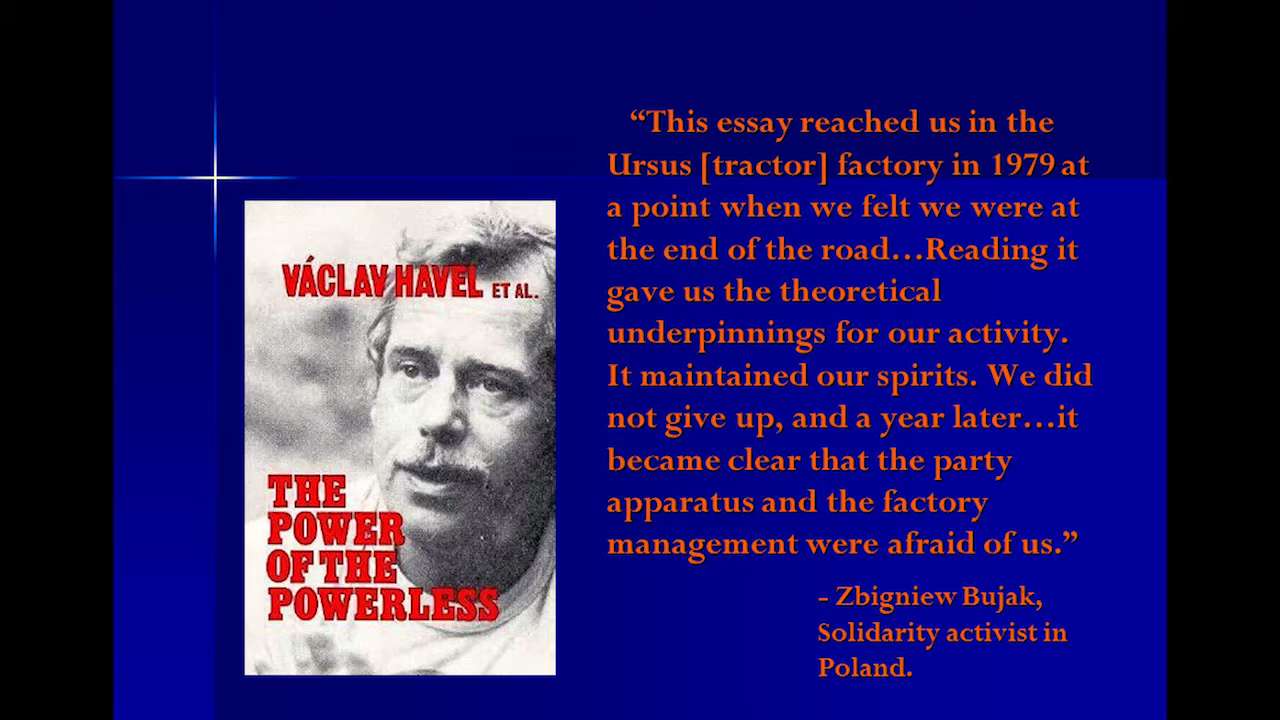 VÁCLAV HAVEL ET AL.
THE
POWER
OF THE
POWERLESS
“This essay reached us in the
Ursus [tractor] factory in 1979 at
a point when we felt we were at
the end of the road…Reading it
gave us the theoretical
underpinnings for our activity.
It maintained our spirits. We did
not give up, and a year later…it
became clear that the party
apparatus and the factory
management were afraid of us.”
- Zbigniew Bujak,
Solidarity activist in
Poland.